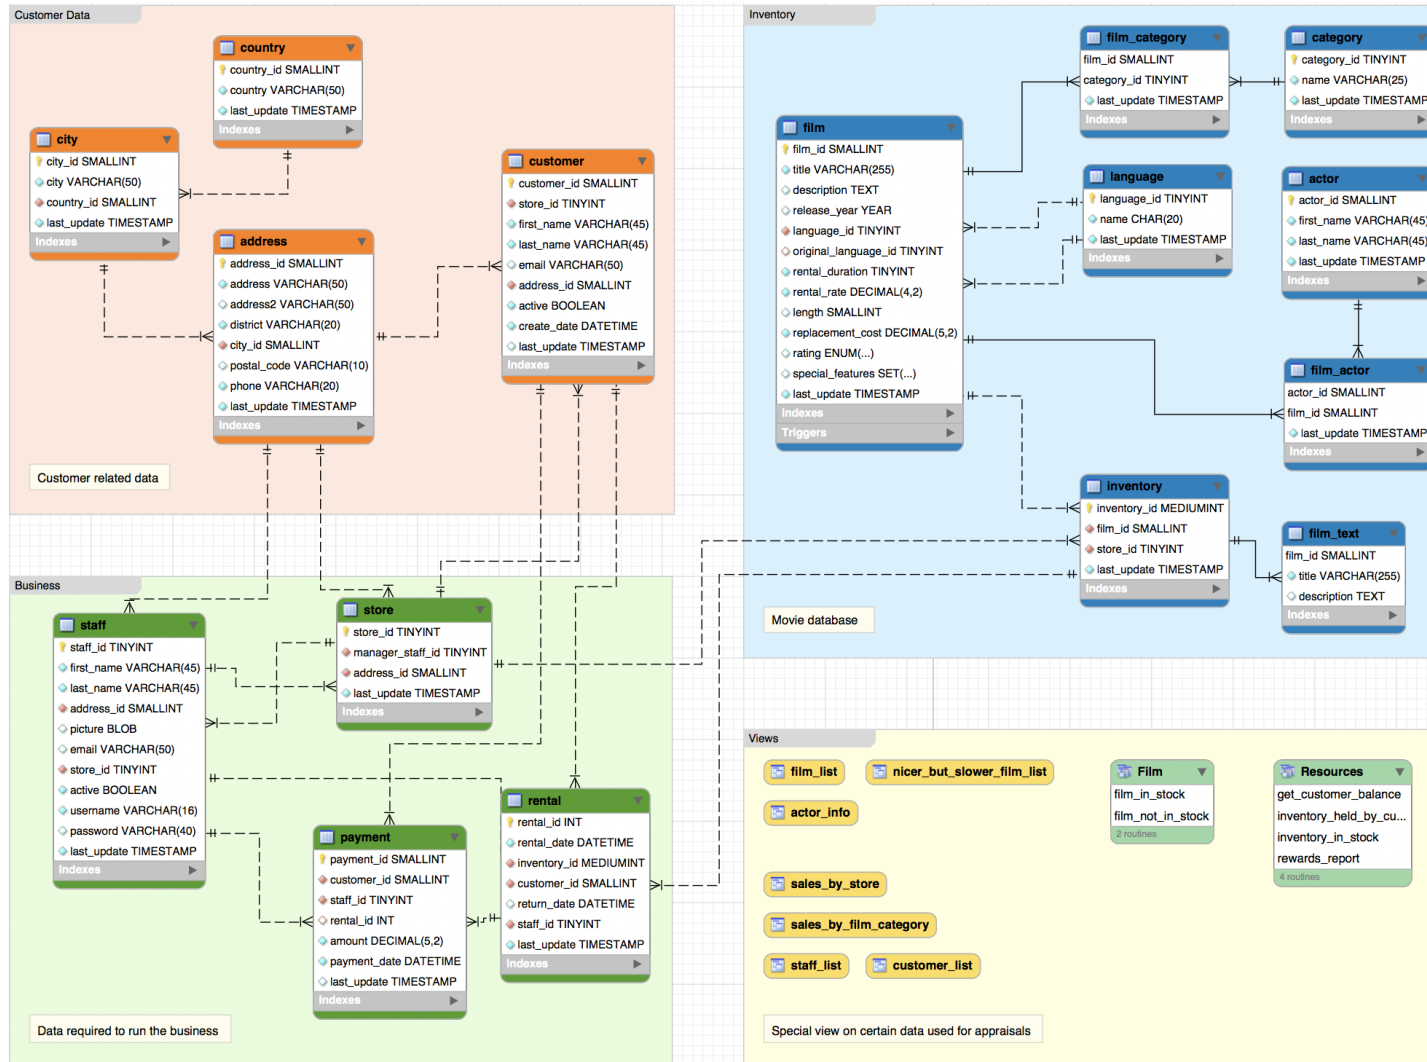 Customer Data
country
country_id SMALLINT
country VARCHAR(50)
last_update TIMESTAMP
Indexes
city
city_id SMALLINT
city VARCHAR(50)
country_id SMALLINT
last_update TIMESTAMP
Indexes
address
address_id SMALLINT
address VARCHAR(50)
address2 VARCHAR(50)
district VARCHAR(20)
city_id SMALLINT
postal_code VARCHAR(10)
phone VARCHAR(20)
last_update TIMESTAMP
Indexes
customer
customer_id SMALLINT
store_id TINYINT
first_name VARCHAR(45)
last_name VARCHAR(45)
email VARCHAR(50)
address_id SMALLINT
active BOOLEAN
create_date DATETIME
last_update TIMESTAMP
Indexes
Customer related data
Inventory
film
film_id SMALLINT
title VARCHAR(255)
description TEXT
release_year YEAR
language_id TINYINT
original_language_id TINYINT
rental_duration TINYINT
rental_rate DECIMAL(4,2)
length SMALLINT
replacement_cost DECIMAL(5,2)
rating ENUM(...)
special_features SET(...)
last_update TIMESTAMP
Indexes
Triggers
film_category
film_id SMALLINT
category_id TINYINT
last_update TIMESTAMP
Indexes
category
category_id TINYINT
name VARCHAR(25)
last_update TIMESTAMP
Indexes
language
language_id TINYINT
name CHAR(20)
last_update TIMESTAMP
Indexes
actor
actor_id SMALLINT
first_name VARCHAR(45)
last_name VARCHAR(45)
last_update TIMESTAMP
Indexes
film_actor
actor_id SMALLINT
film_id SMALLINT
last_update TIMESTAMP
Indexes
inventory
inventory_id MEDIUMINT
film_id SMALLINT
store_id TINYINT
last_update TIMESTAMP
Indexes
film_text
film_id SMALLINT
title VARCHAR(255)
description TEXT
Indexes
Movie database
Business
staff
staff_id TINYINT
first_name VARCHAR(45)
last_name VARCHAR(45)
address_id SMALLINT
picture BLOB
email VARCHAR(50)
store_id TINYINT
active BOOLEAN
username VARCHAR(16)
password VARCHAR(40)
last_update TIMESTAMP
Indexes
store
store_id TINYINT
manager_staff_id TINYINT
address_id SMALLINT
last_update TIMESTAMP
Indexes
payment
payment_id SMALLINT
customer_id SMALLINT
staff_id TINYINT
rental_id INT
amount DECIMAL(5,2)
payment_date DATETIME
last_update TIMESTAMP
Indexes
rental
rental_id INT
rental_date DATETIME
inventory_id MEDIUMINT
customer_id SMALLINT
return_date DATETIME
staff_id TINYINT
last_update TIMESTAMP
Indexes
Data required to run the business
Views
film_list
nicer_but_slower_film_list
actor_info
sales_by_store
sales_by_film_category
staff_list
customer_list
Film
film_in_stock
film_not_in_stock
2 routines
Resources
get_customer_balance
inventory_held_by_cu...
inventory_in_stock
rewards_report
4 routines
Special view on certain data used for appraisals